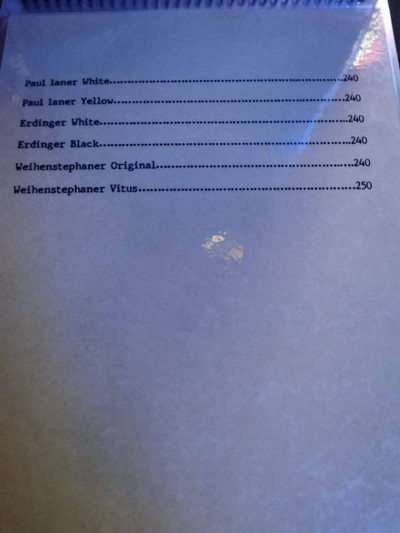 Paul laner White..........................................................240
Paul laner Yellow.........................................................240
Erdinger White............................................................240
Erdinger Black............................................................240
Weihenstephaner Original..................................................240
Weihenstephaner Vitus.....................................................250